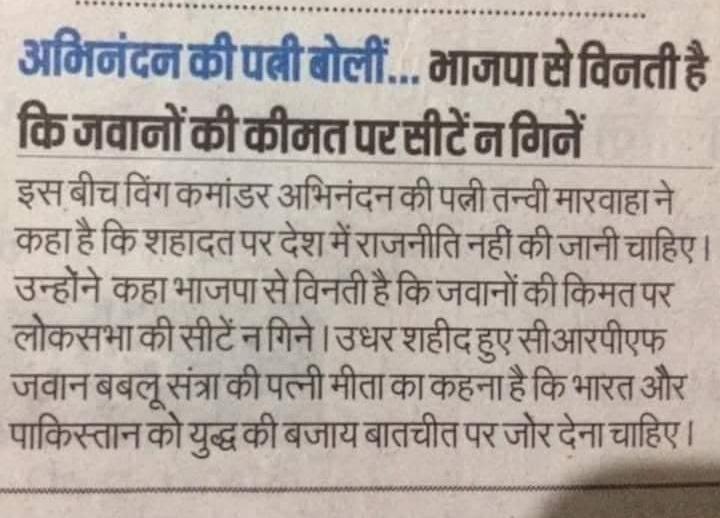 अभिनंदन की पत्नी बोलीं... भाजपा से विनती है
कि जवानों की कीमत पर सीटें न गिनें
इस बीच विंग कमांडर अभिनंदन की पत्नी तन्वी मारवाहा ने
कहा है कि शहादत पर देश में राजनीति नहीं की जानी चाहिए।
उन्होंने कहा भाजपा से विनती है कि जवानों की किमत पर
लोकसभा की सीटें न गिने। उधर शहीद हुए सीआरपीएफ
जवान बबलू संत्रा की पत्नी मीता का कहना है कि भारत और
पाकिस्तान को युद्ध की बजाय बातचीत पर जोर देना चाहिए।